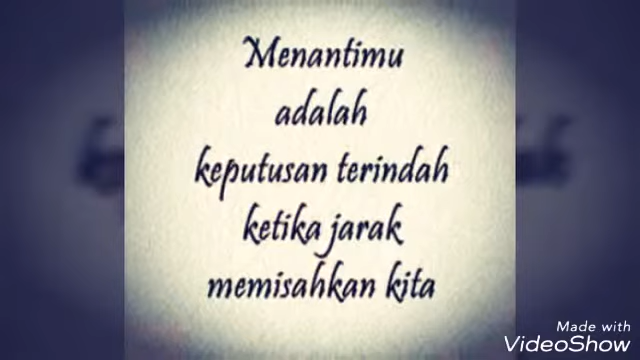 Menantimu
adalah
keputusan terindah
ketika jarak
memisahkan kita
Made with
VideoShow